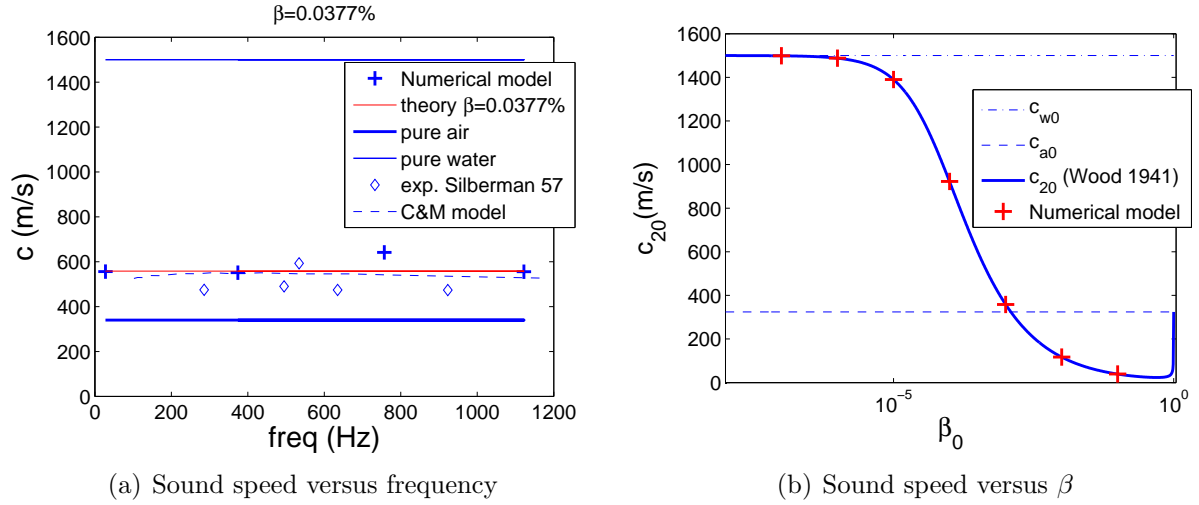 β=0.0377%
1600
1400
1200
1000
800
600
400
200
0
0 200 400 600 800 1000 1200
c (m/s)
freq (Hz)
Numerical model
theory β=0.0377%
pure air
pure water
exp. Silberman 57
C&M model
(a) Sound speed versus frequency
1600
1400
1200
1000
800
600
400
200
0
10⁻⁵ 10⁰
c₂₀(m/s)
β₀
c_w0
c_a0
c₂₀ (Wood 1941)
Numerical model
(b) Sound speed versus β